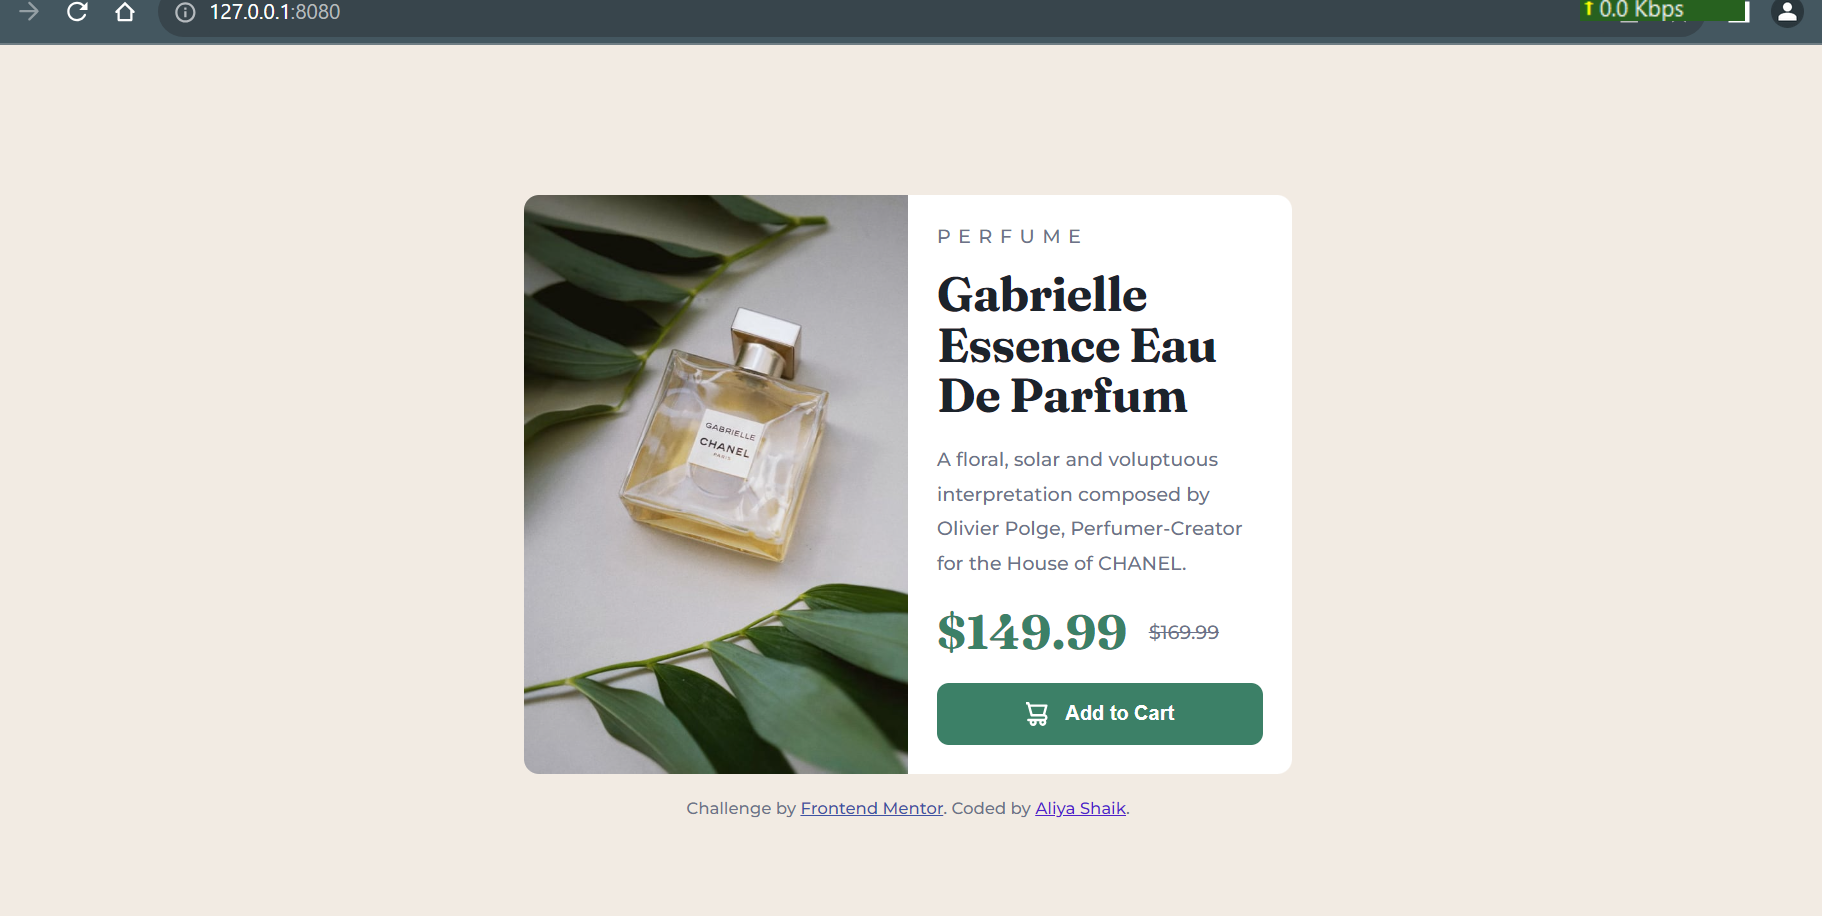 127.0.0.1:8080
↑ 0.0 Kbps
PERFUME
Gabrielle
Essence Eau
De Parfum
GABRIELLE
CHANEL
PARIS
A floral, solar and voluptuous
interpretation composed by
Olivier Polge, Perfumer-Creator
for the House of CHANEL.
$149.99 $169.99
Add to Cart
Challenge by Frontend Mentor. Coded by Aliya Shaik.